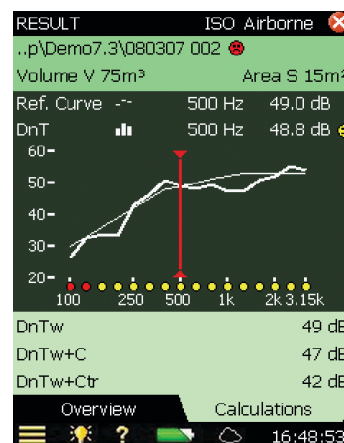 RESULT ISO Airborne
..p\Demo7.3\080307 002
Volume V 75m³ Area S 15m²
Ref. Curve -·- 500 Hz 49.0 dB
DnT 500 Hz 48.8 dB
60-
50-
40-
30-
20-
100 250 500 1k 2k 3.15k
DnTw 49 dB
DnTw+C 47 dB
DnTw+Ctr 42 dB
Overview Calculations
? 16:48:53